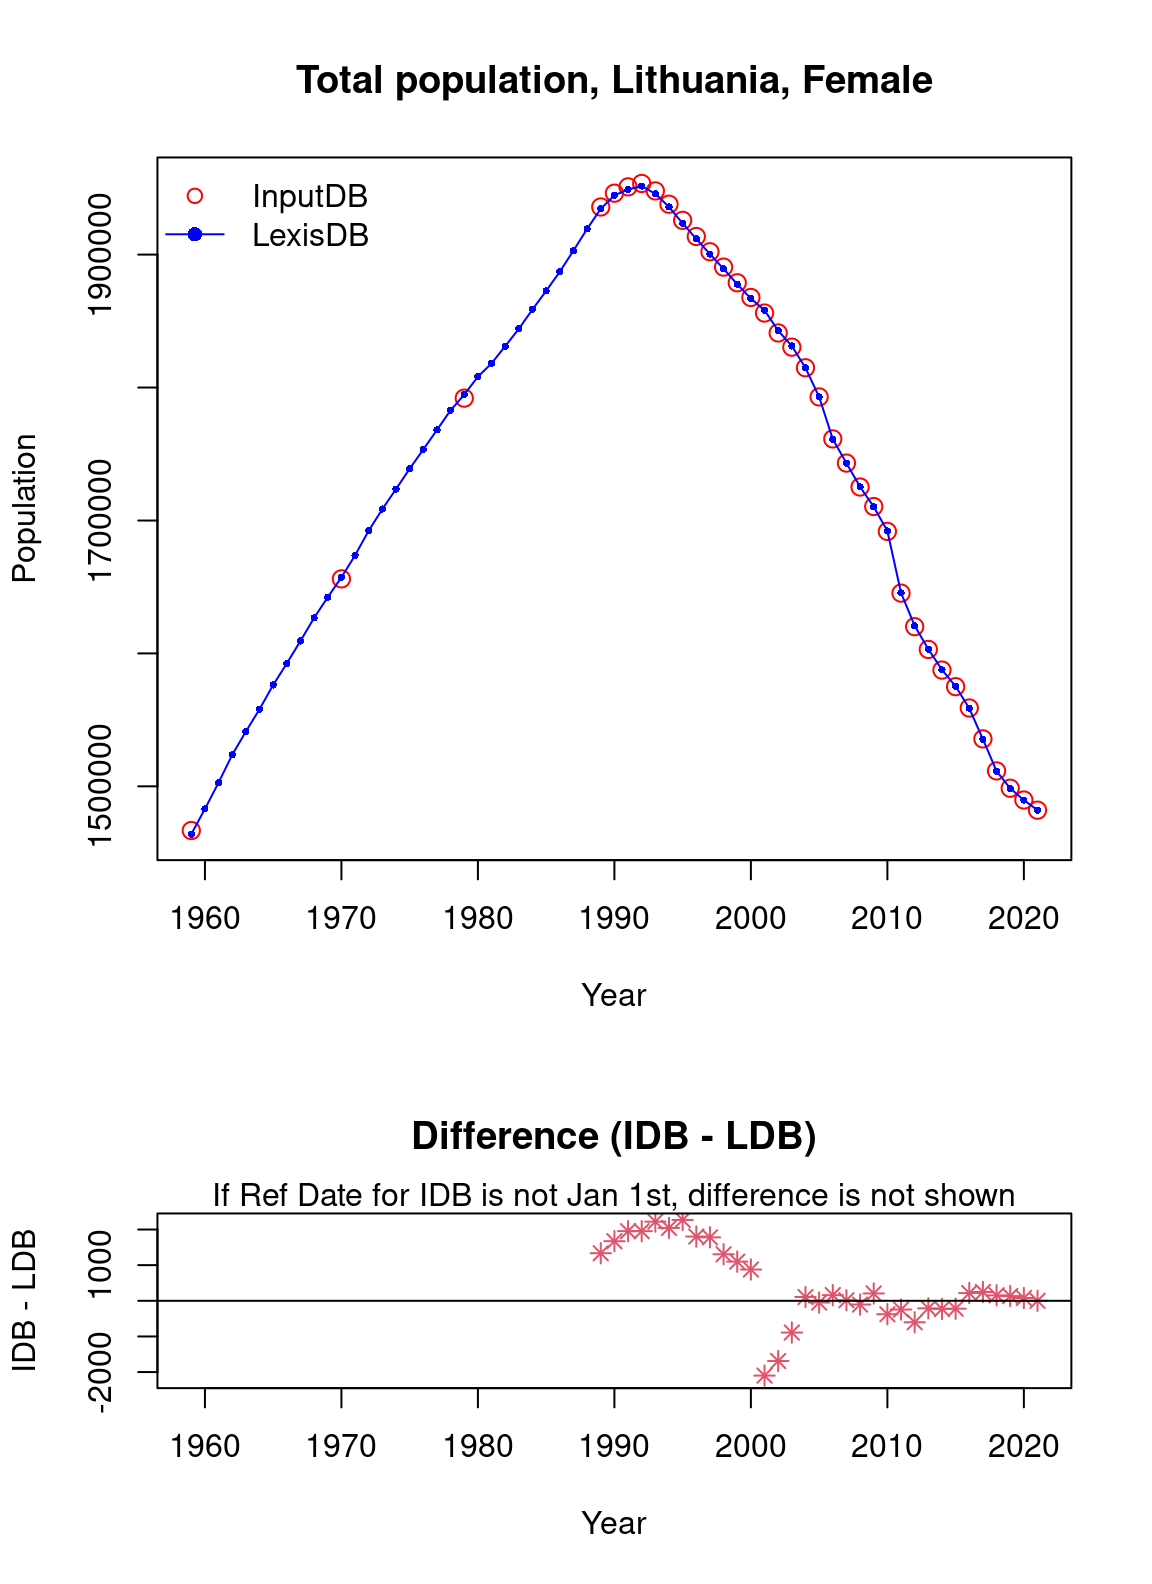 Total population, Lithuania, Female
InputDB
LexisDB
Population
1900000
1700000
1500000
1960 1970 1980 1990 2000 2010 2020
Year
Difference (IDB - LDB)
If Ref Date for IDB is not Jan 1st, difference is not shown
IDB - LDB
1000
-2000
1960 1970 1980 1990 2000 2010 2020
Year